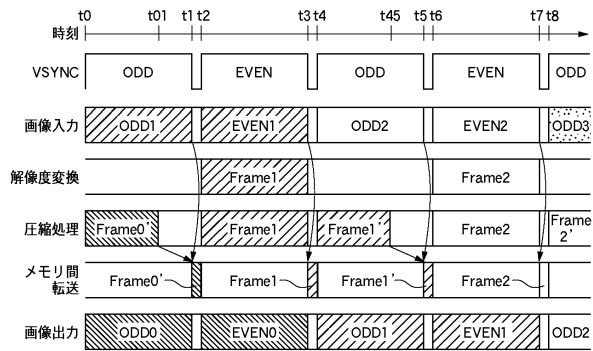 t0 t01 t1 t2 t3 t4 t45 t5 t6 t7 t8
時刻
VSYNC ODD EVEN ODD EVEN ODD
画像入力 ODD1 EVEN1 ODD2 EVEN2 ODD3
解像度変換 Frame1 Frame2
圧縮処理 Frame0' Frame1 Frame1' Frame2 Frame
2'
メモリ間
転送 Frame0' Frame1 Frame1' Frame2
画像出力 ODD0 EVEN0 ODD1 EVEN1 ODD2